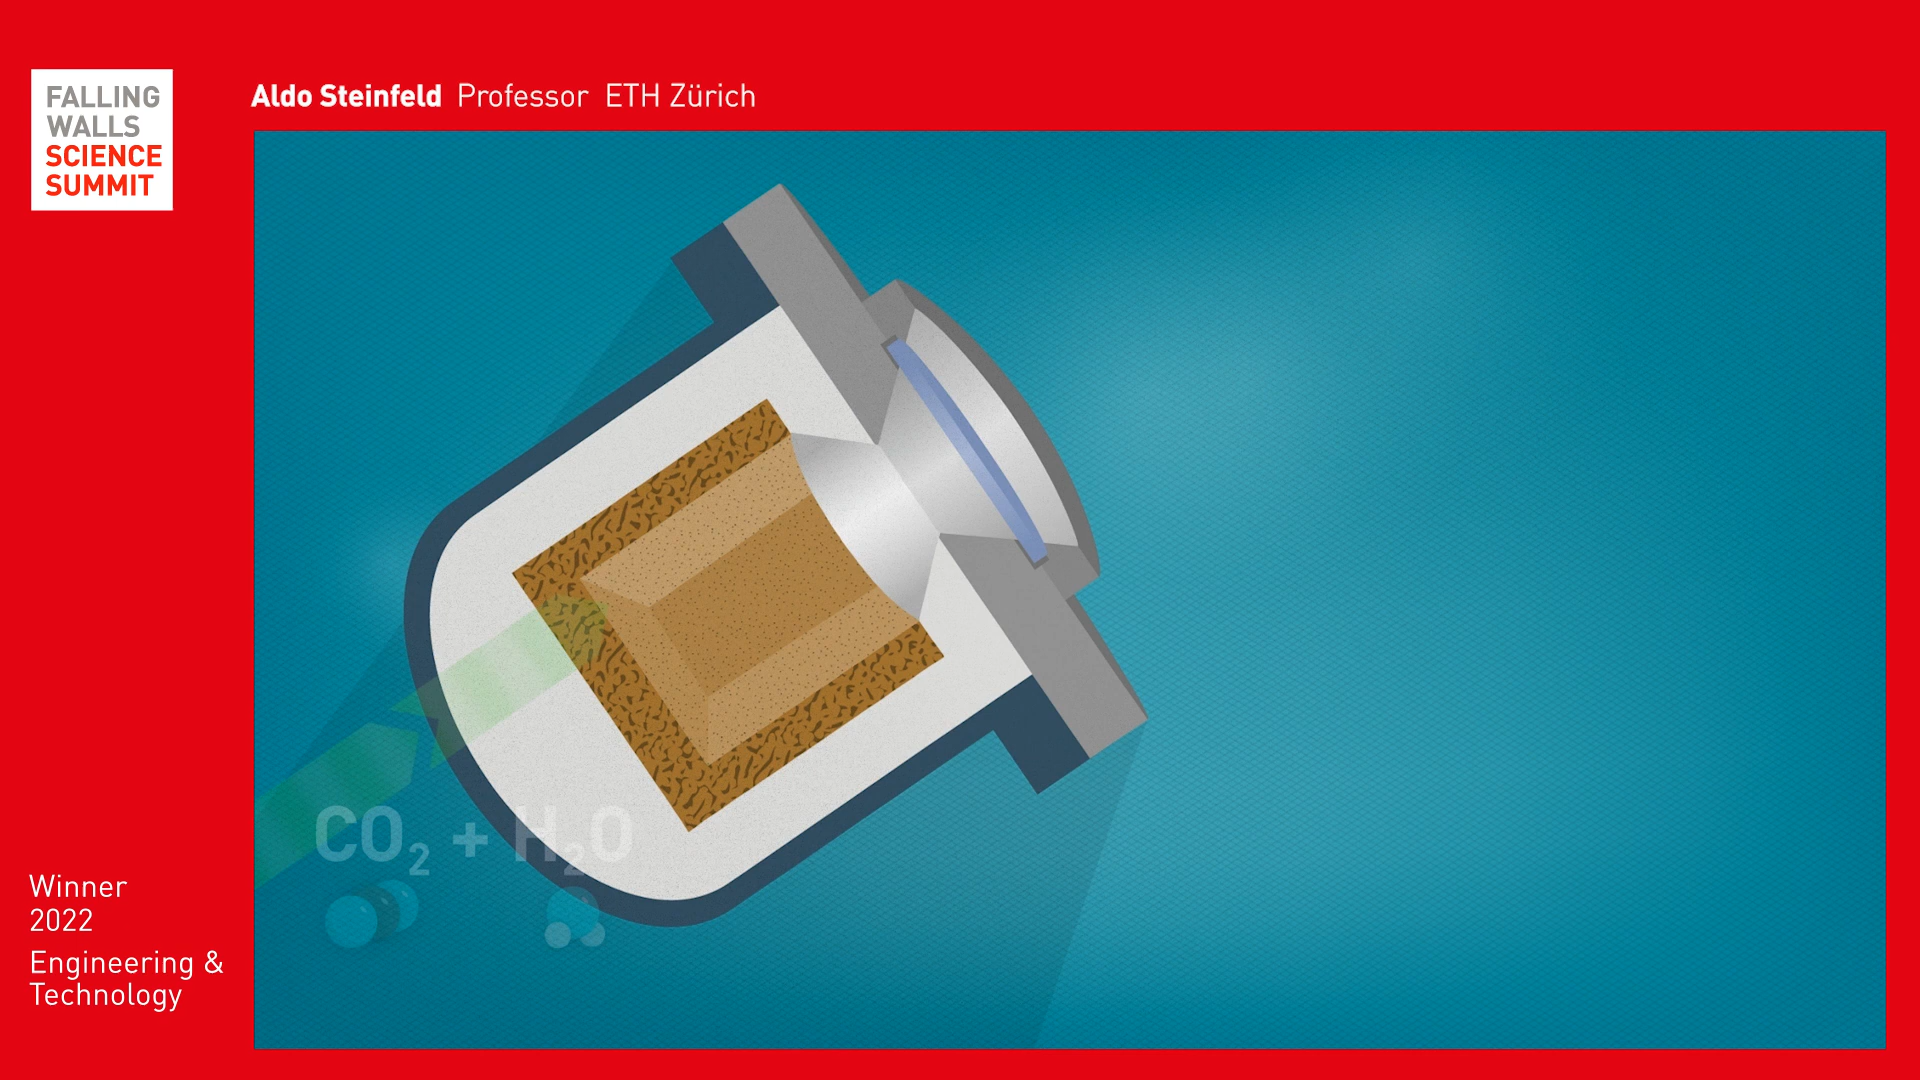 FALLING
WALLS
SCIENCE
SUMMIT
Aldo Steinfeld Professor ETH Zürich
CO₂ + H₂O
Winner
2022
Engineering &
Technology